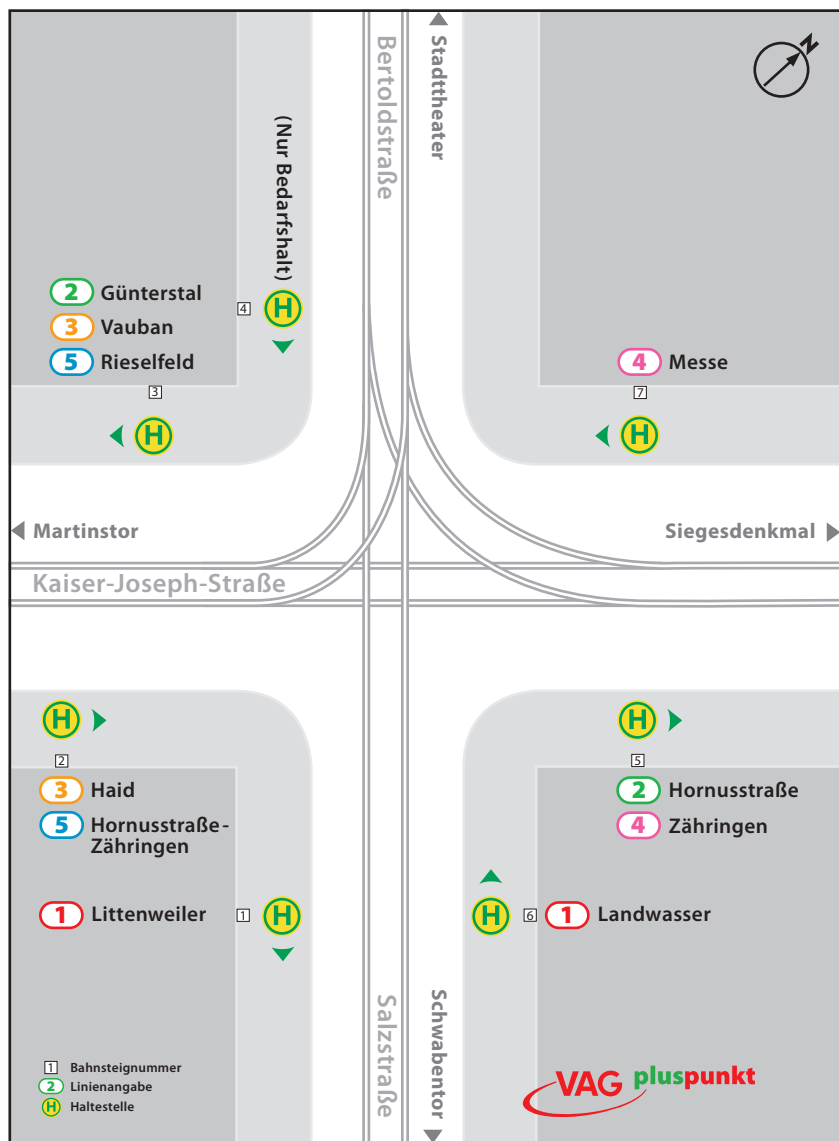 Bertoldstraße
Stadttheater
N
(Nur Bedarfshalt)
2 Günterstal
3 Vauban
5 Rieselfeld
4 H
3
H
4 Messe
7
H
Martinstor
Siegesdenkmal
Kaiser-Joseph-Straße
H
2
3 Haid
5 Hornusstraße-
Zähringen
H
5
2 Hornusstraße
4 Zähringen
1 Littenweiler 1 H
H 6 1 Landwasser
Salzstraße
Schwabentor
1 Bahnsteignummer
2 Linienangabe
H Haltestelle
VAG pluspunkt